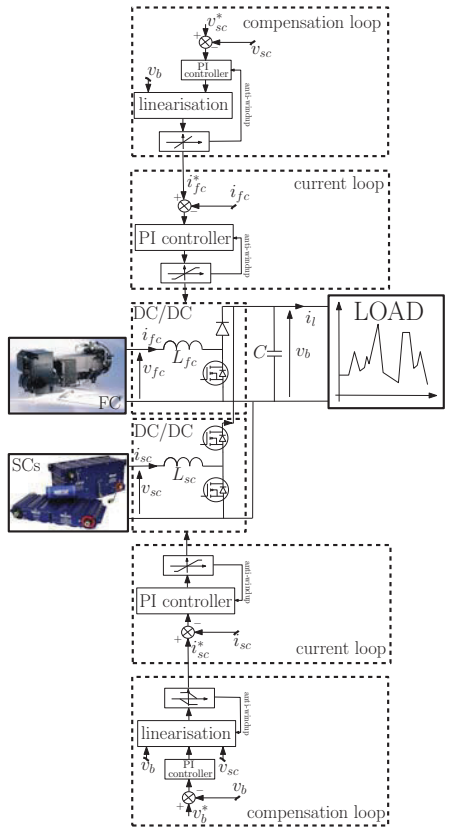 v*sc
compensation loop
+
−
vsc
PI
controller
vb
anti-windup
linearisation
i*fc
current loop
+
−
ifc
PI controller
anti-windup
DC/DC
ifc
Lfc
vfc
FC
C
il
vb
LOAD
SCs
DC/DC
isc
Lsc
vsc
anti-windup
PI controller
−
+
i*sc
isc
current loop
anti-windup
linearisation
vb
vsc
PI
controller
−
vb
+
v*b
compensation loop